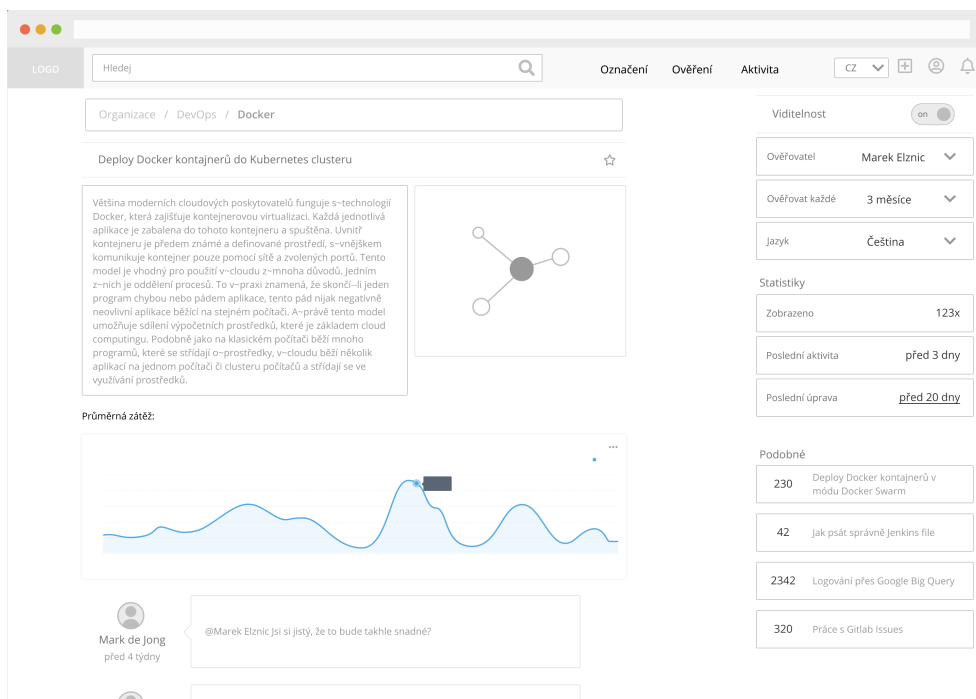 LOGO
Hledej
Označení
Ověření
Aktivita
CZ
Organizace / DevOps / Docker
Deploy Docker kontajnerů do Kubernetes clusteru
Většina moderních cloudových poskytovatelů funguje s~technologií
Docker, která zajišťuje kontejnerovou virtualizaci. Každá jednotlivá
aplikace je zabalena do tohoto kontejneru a spuštěna. Uvnitř
kontejneru je předem známé a definované prostředí, s~vnějškem
komunikuje kontejner pouze pomocí sítě a zvolených portů. Tento
model je vhodný pro použití v~cloudu z~mnoha důvodů. Jedním
z~nich je oddělení procesů. To v~praxi znamená, že skončí--li jeden
program chybou nebo pádem aplikace, tento pád nijak negativně
neovlivní aplikace běžící na stejném počítači. A~právě tento model
umožňuje sdílení výpočetních prostředků, které je základem cloud
computingu. Podobně jako na klasickém počítači běží mnoho
programů, které se střídají o~prostředky, v~cloudu běží několik
aplikací na jednom počítači či clusteru počítačů a střídají se ve
využívání prostředků.
Průměrná zátěž:
Mark de Jong
před 4 týdny
@Marek Elznic Jsi si jistý, že to bude takhle snadné?
Viditelnost
on
Ověřovatel
Marek Elznic
Ověřovat každé
3 měsíce
Jazyk
Čeština
Statistiky
Zobrazeno
123x
Poslední aktivita
před 3 dny
Poslední úprava
před 20 dny
Podobné
230
Deploy Docker kontajnerů v
módu Docker Swarm
42
Jak psát správně Jenkins file
2342
Logování přes Google Big Query
320
Práce s Gitlab Issues